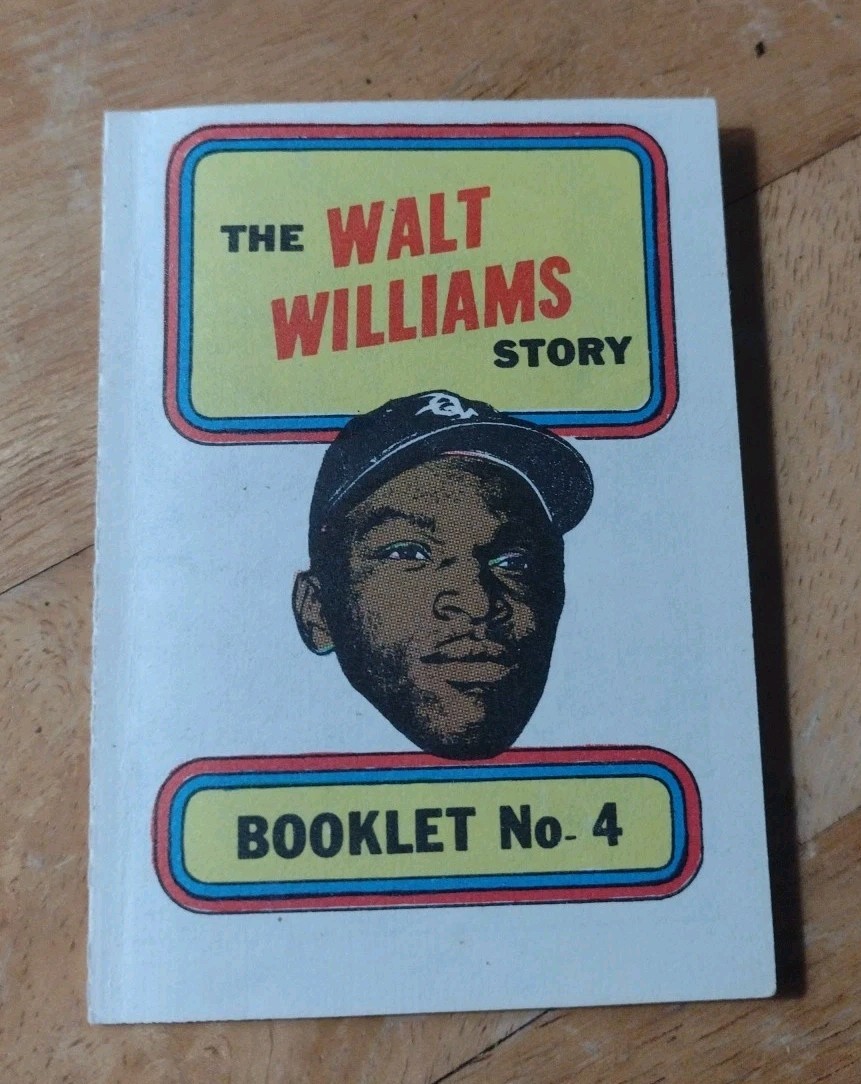 THE WALT
WILLIAMS
STORY
BOOKLET No. 4